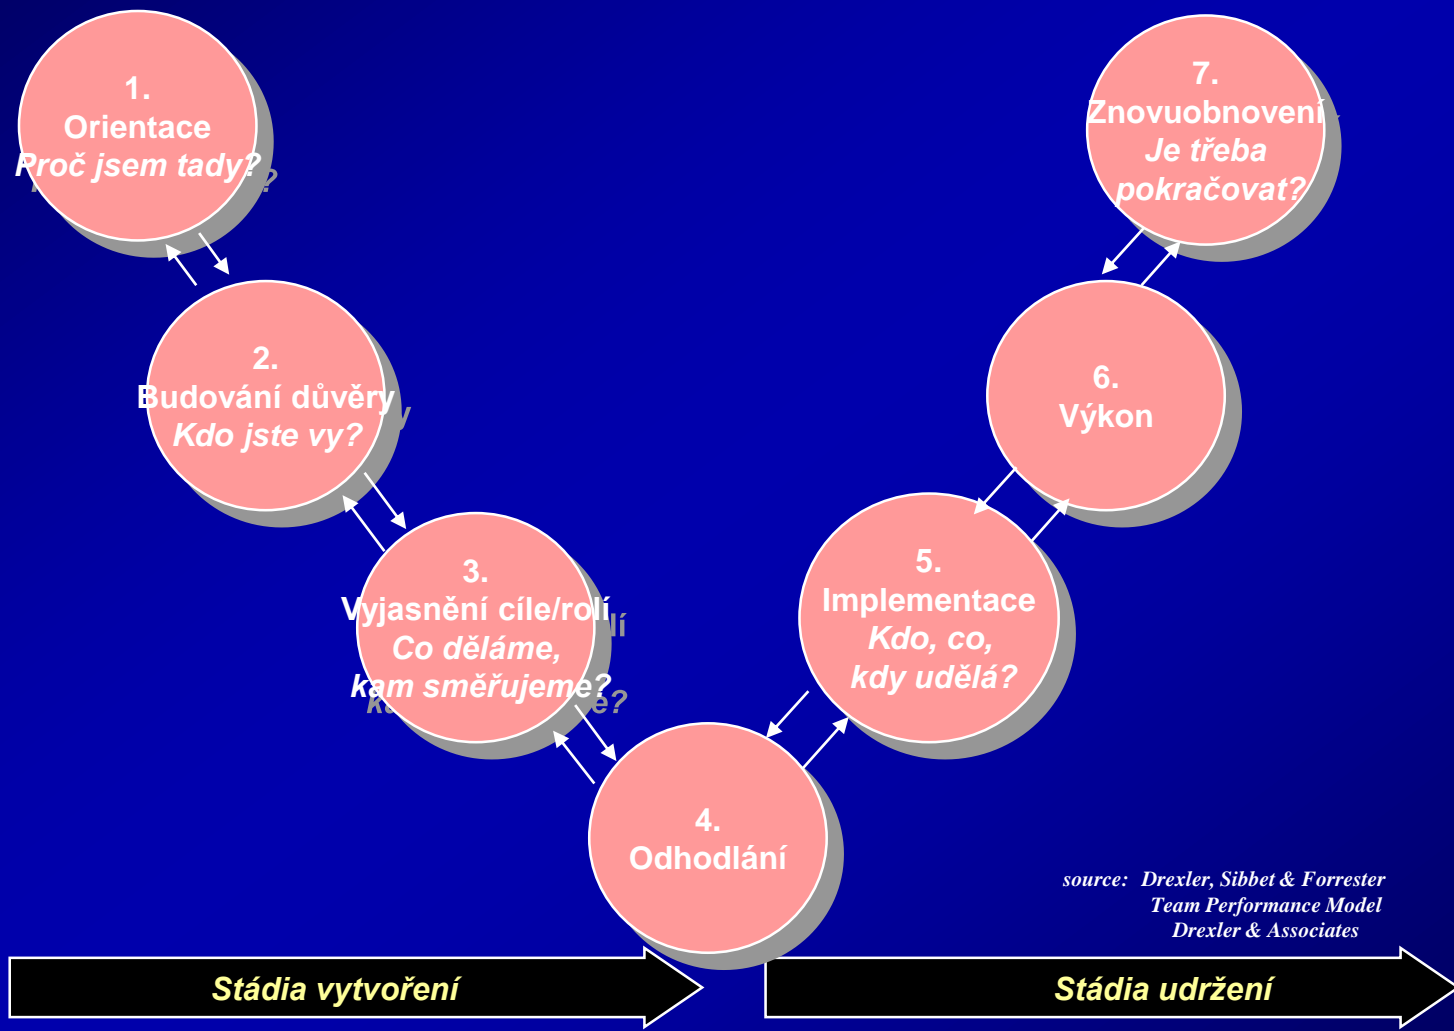 1.
Orientace
Proč jsem tady?
2.
Budování důvěry
Kdo jste vy?
3.
Vyjasnění cíle/rolí
Co děláme,
kam směřujeme?
4.
Odhodlání
5.
Implementace
Kdo, co,
kdy udělá?
6.
Výkon
7.
Znovuobnovení
Je třeba
pokračovat?
source: Drexler, Sibbet & Forrester
Team Performance Model
Drexler & Associates
Stádia vytvoření
Stádia udržení